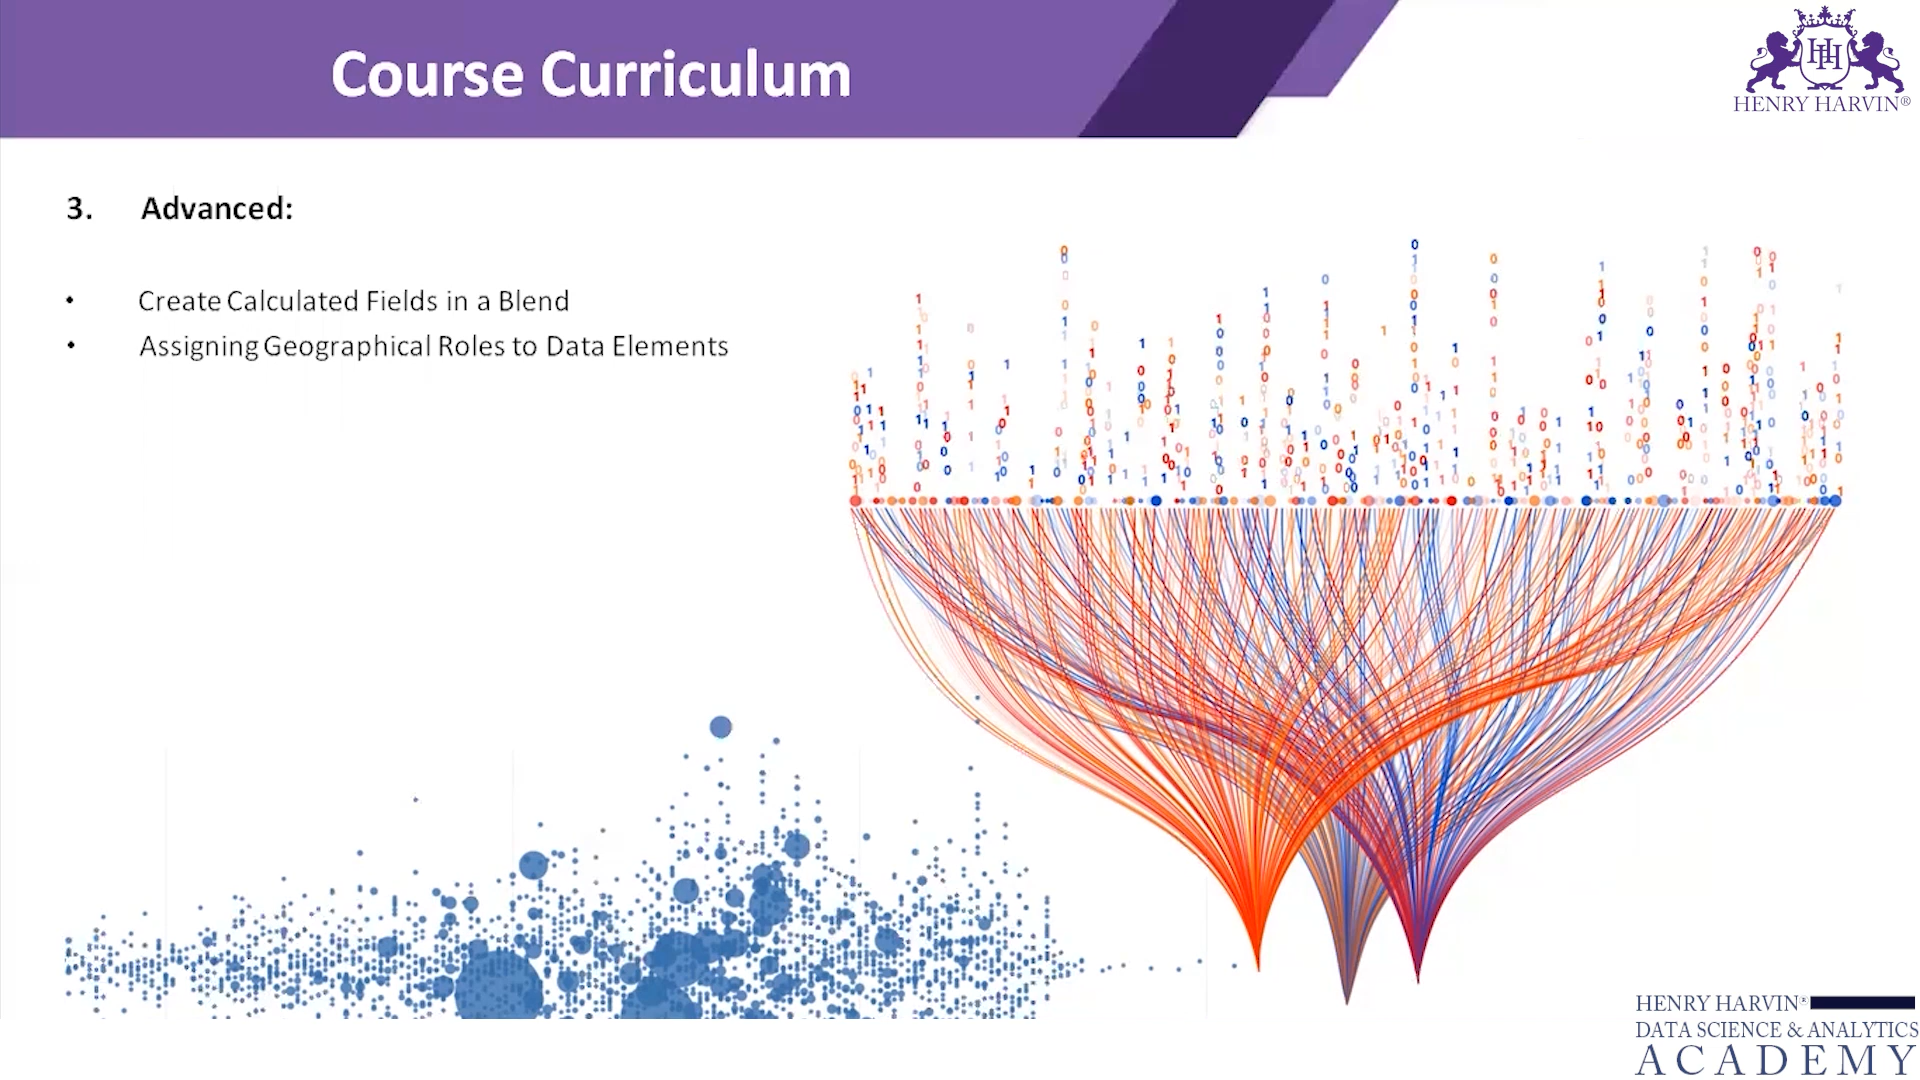 Course Curriculum
HENRY HARVIN®
3. Advanced:
• Create Calculated Fields in a Blend
• Assigning Geographical Roles to Data Elements
HENRY HARVIN®
DATA SCIENCE & ANALYTICS
ACADEMY